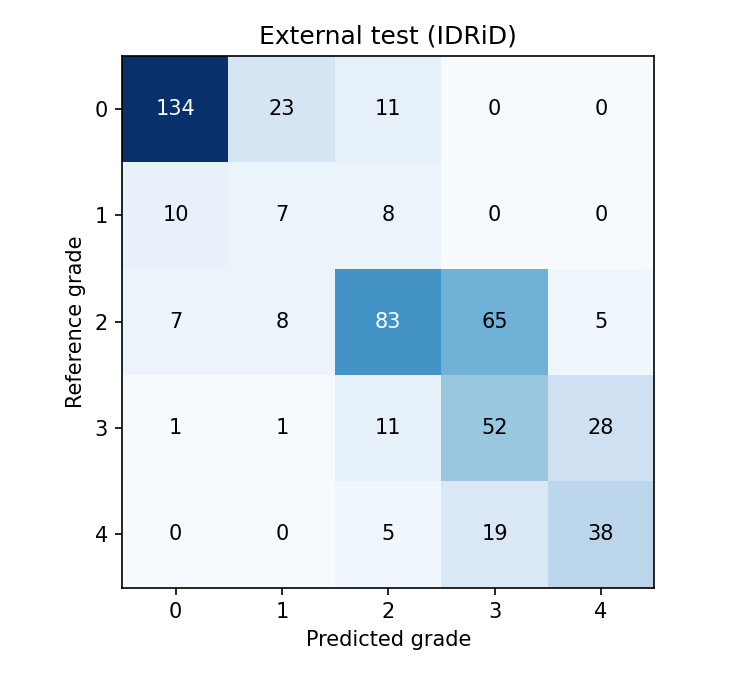 External test (IDRiD)
Reference grade
0 134 23 11 0 0
1 10 7 8 0 0
2 7 8 83 65 5
3 1 1 11 52 28
4 0 0 5 19 38
0 1 2 3 4
Predicted grade